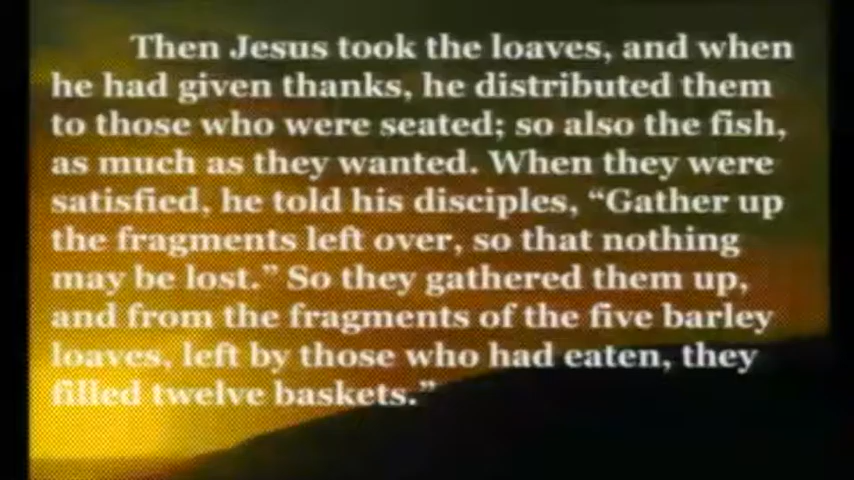 Then Jesus took the loaves, and when
he had given thanks, he distributed them
to those who were seated; so also the fish,
as much as they wanted. When they were
satisfied, he told his disciples, “Gather up
the fragments left over, so that nothing
may be lost.” So they gathered them up,
and from the fragments of the five barley
loaves, left by those who had eaten, they
filled twelve baskets.”